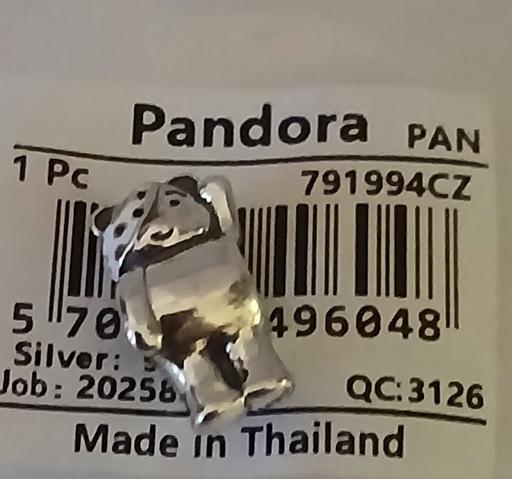 Pandora PAN
1 Pc 791994CZ
5 70 496048
Silver:
Job: 20258 QC:3126
Made in Thailand